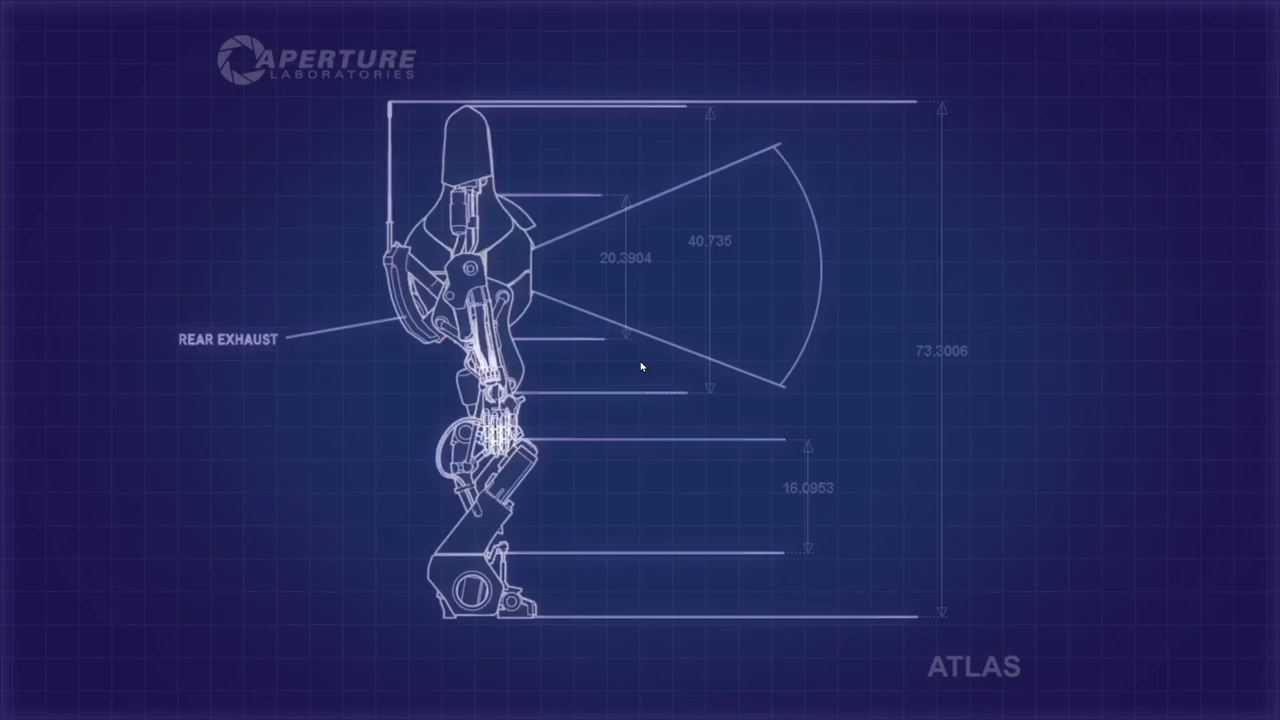 APERTURE
LABORATORIES
40.735
20.3904
REAR EXHAUST
73.3006
16.0953
ATLAS